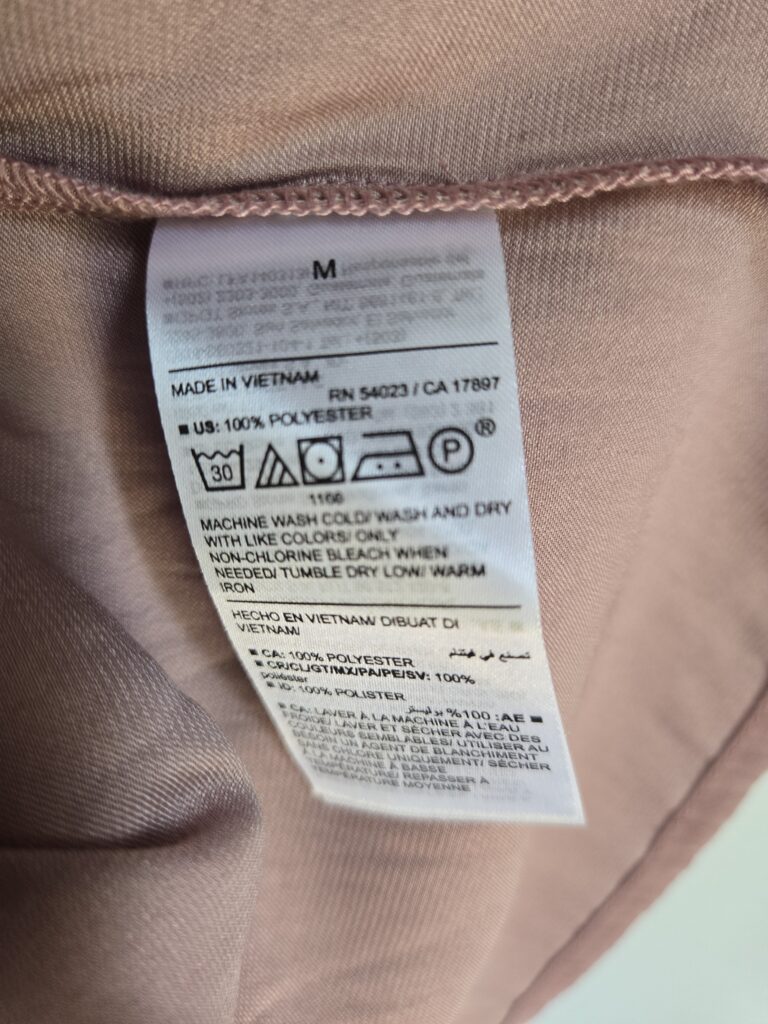 M
MADE IN VIETNAM
RN 54023 / CA 17897
■ US: 100% POLYESTER
30 P ®
1166
MACHINE WASH COLD/ WASH AND DRY
WITH LIKE COLORS/ ONLY
NON-CHLORINE BLEACH WHEN
NEEDED/ TUMBLE DRY LOW/ WARM
IRON
HECHO EN VIETNAM/ DIBUAT DI
VIETNAM/
تصنع في فيتنام
■ CA: 100% POLYESTER
■ CR/CL/GT/MX/PA/PE/SV: 100%
poliéster
■ ID: 100% POLISTER
■ AE: 100% بوليستر
■ CA: LAVER À LA MACHINE À L'EAU
FROIDE/ LAVER ET SÉCHER AVEC DES
COULEURS SEMBLABLES/ UTILISER AU
BESOIN UN AGENT DE BLANCHIMENT
SANS CHLORE UNIQUEMENT/ SÉCHER
À LA MACHINE À BASSE
TEMPÉRATURE/ REPASSER À
TEMPÉRATURE MOYENNE